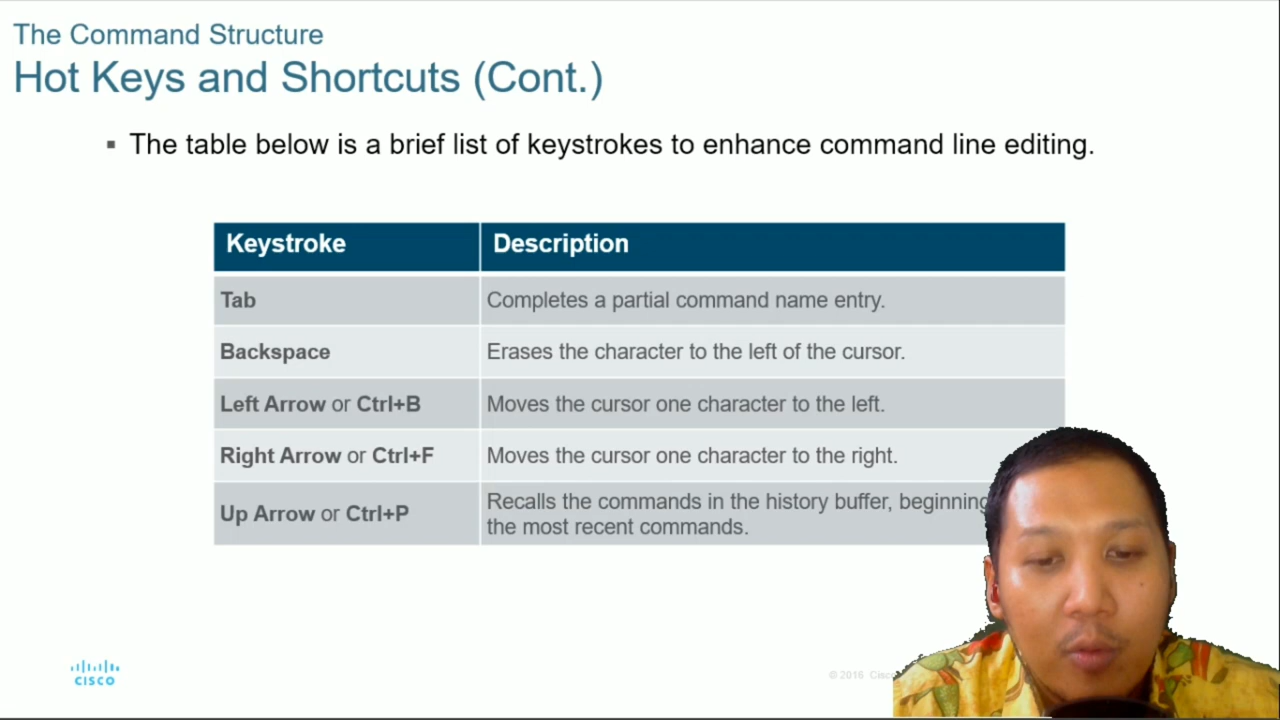 The Command Structure
Hot Keys and Shortcuts (Cont.)
▪ The table below is a brief list of keystrokes to enhance command line editing.
Keystroke Description
Tab Completes a partial command name entry.
Backspace Erases the character to the left of the cursor.
Left Arrow or Ctrl+B Moves the cursor one character to the left.
Right Arrow or Ctrl+F Moves the cursor one character to the right.
Up Arrow or Ctrl+P Recalls the commands in the history buffer, beginning
the most recent commands.
CISCO
© 2016